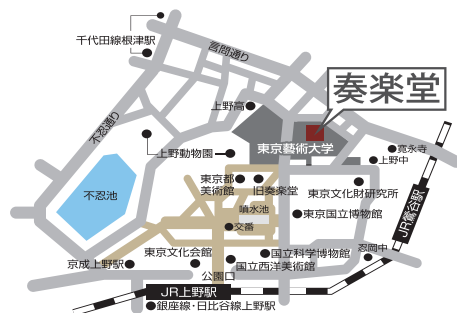 千代田線根津駅
言問通り
奏楽堂
上野高
不忍通り
東京藝術大学
寛永寺
上野中
上野動物園
東京都
美術館
旧奏楽堂
東京文化財研究所
不忍池
噴水池
東京国立博物館
JR鶯谷駅
交番
東京文化会館
国立科学博物館
忍岡中
京成上野駅
国立西洋美術館
公園口
JR上野駅
銀座線・日比谷線上野駅